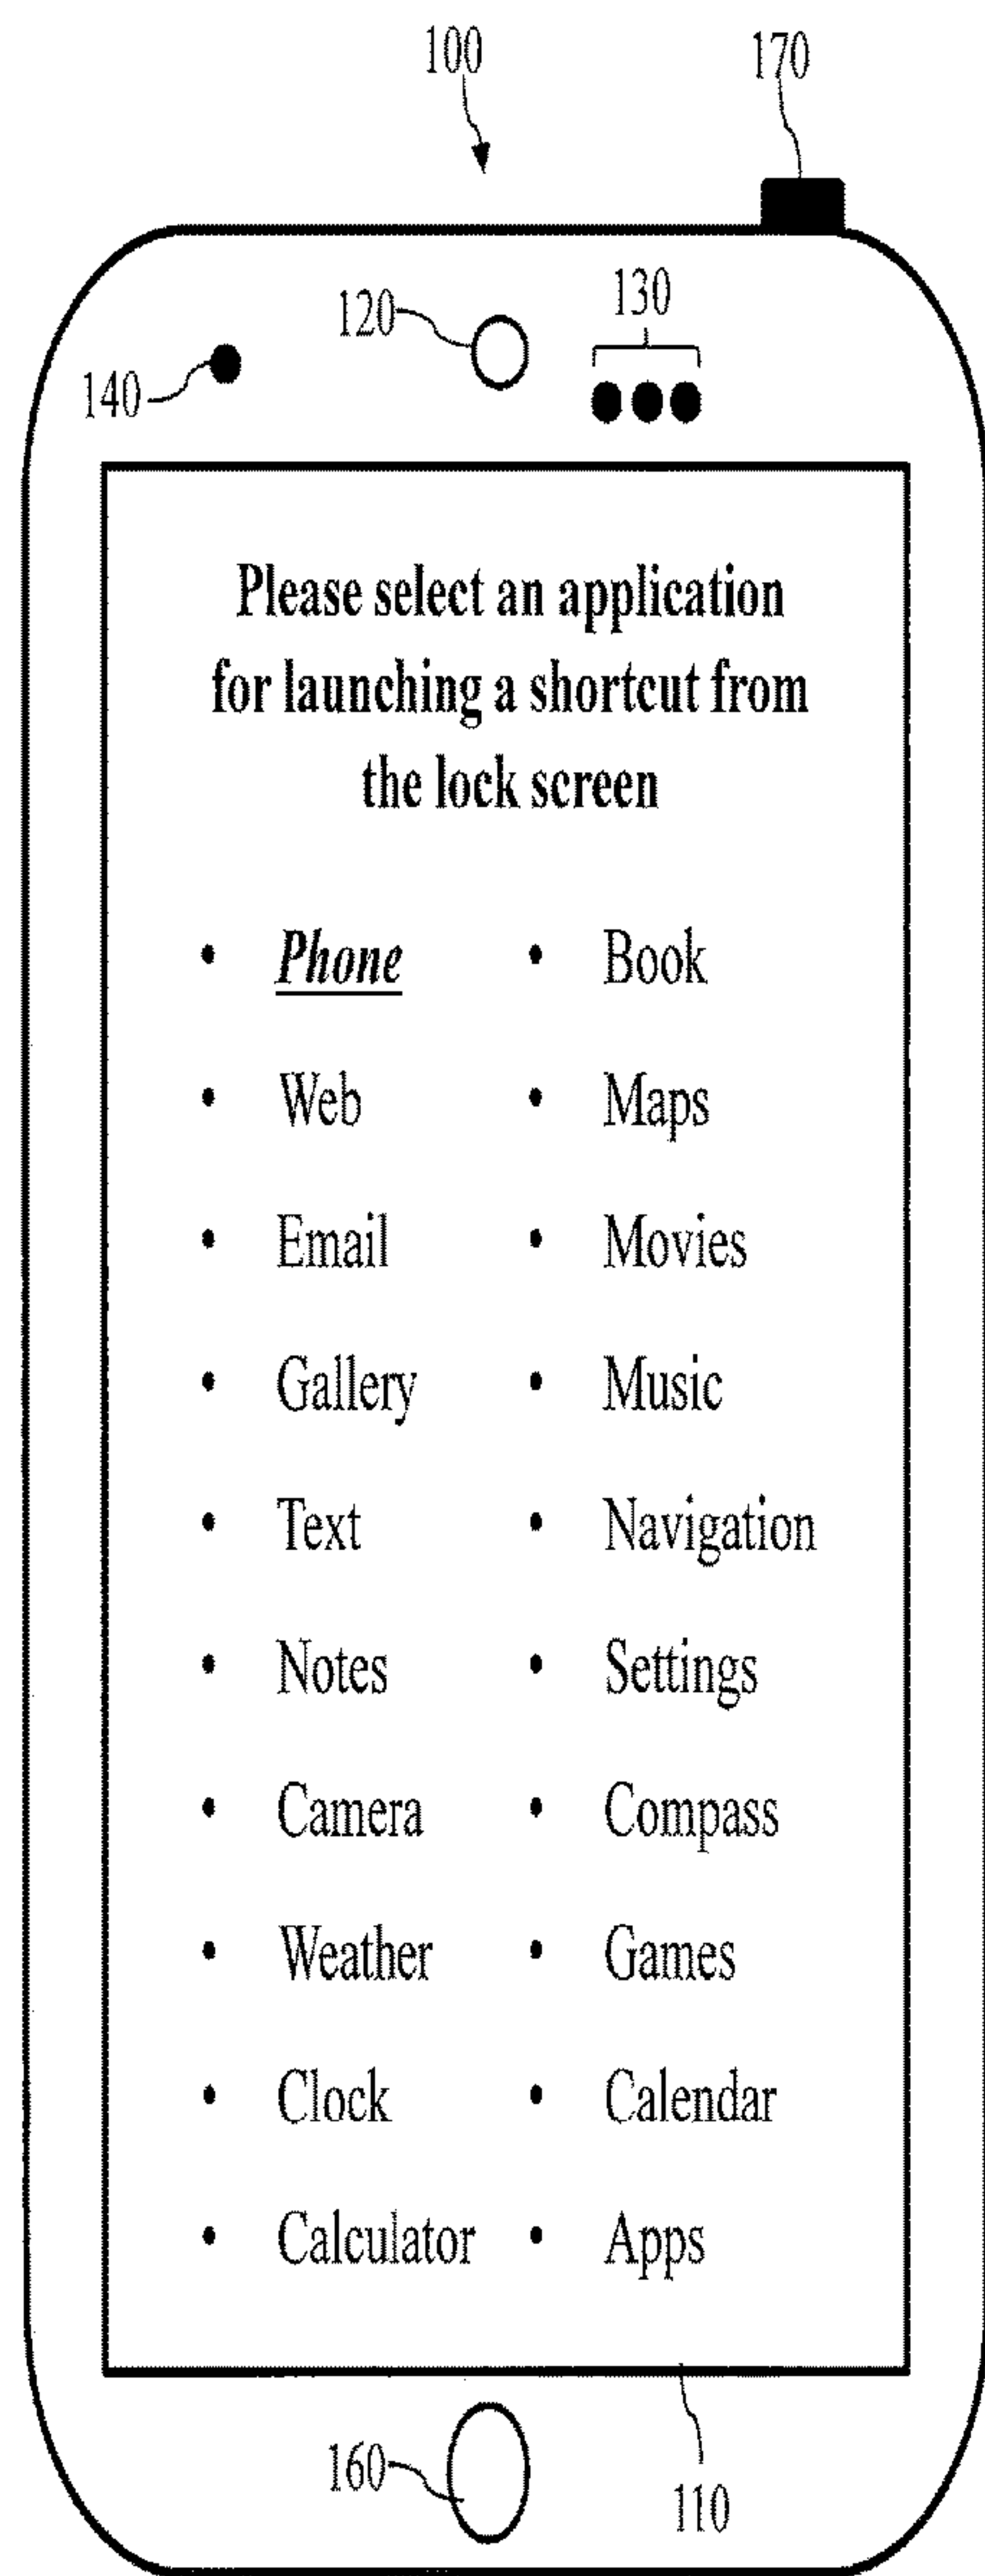 100
170
120
130
140
Please select an application
for launching a shortcut from
the lock screen
• Phone
• Web
• Email
• Gallery
• Text
• Notes
• Camera
• Weather
• Clock
• Calculator
• Book
• Maps
• Movies
• Music
• Navigation
• Settings
• Compass
• Games
• Calendar
• Apps
160
110